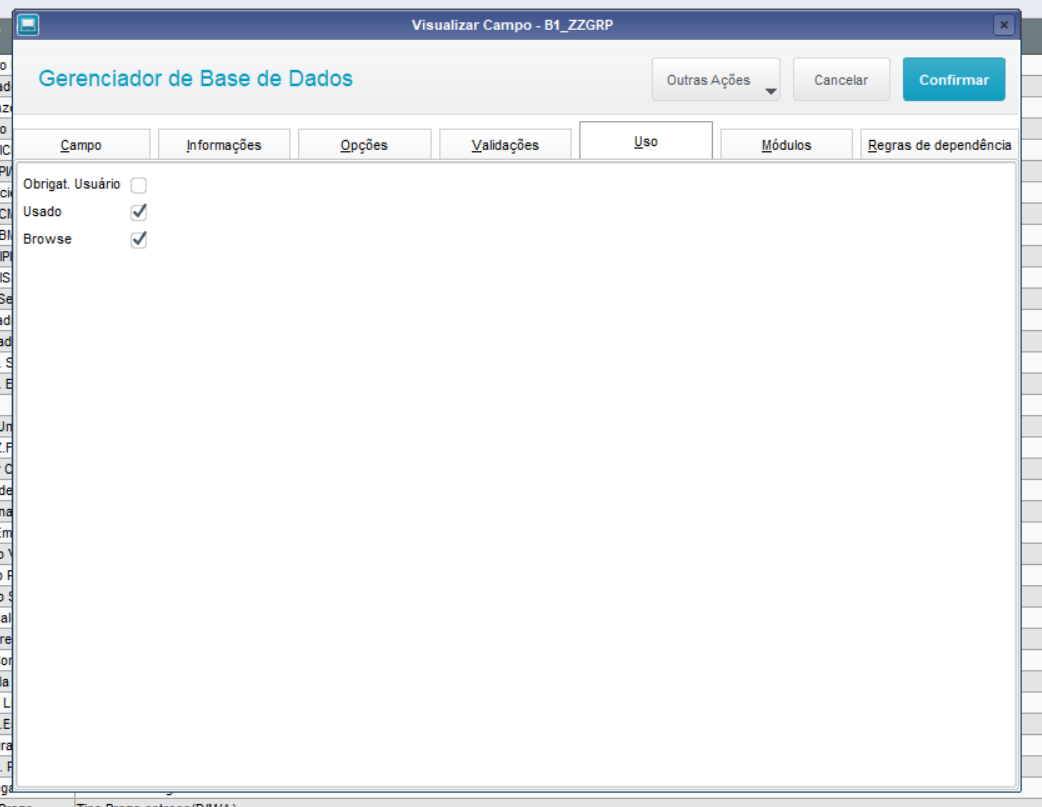 Visualizar Campo - B1_ZZGRP
Gerenciador de Base de Dados
Outras Ações
Cancelar
Confirmar
Campo
Informações
Opções
Validações
Uso
Módulos
Regras de dependência
Obrigat. Usuário
Usado
Browse